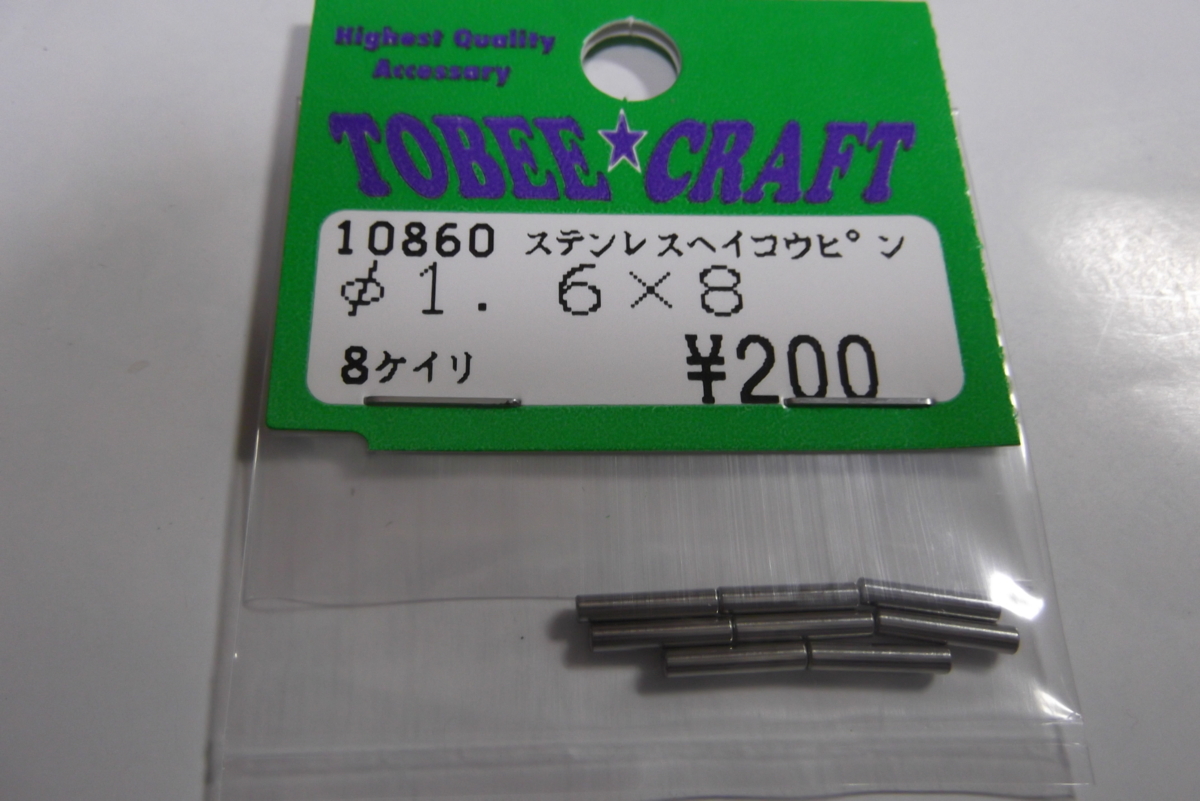 Highest Quality
Accessary
TOBEE★CRAFT
10860 ステンレスヘイコウピン
φ1.6×8
8ケイリ ¥200